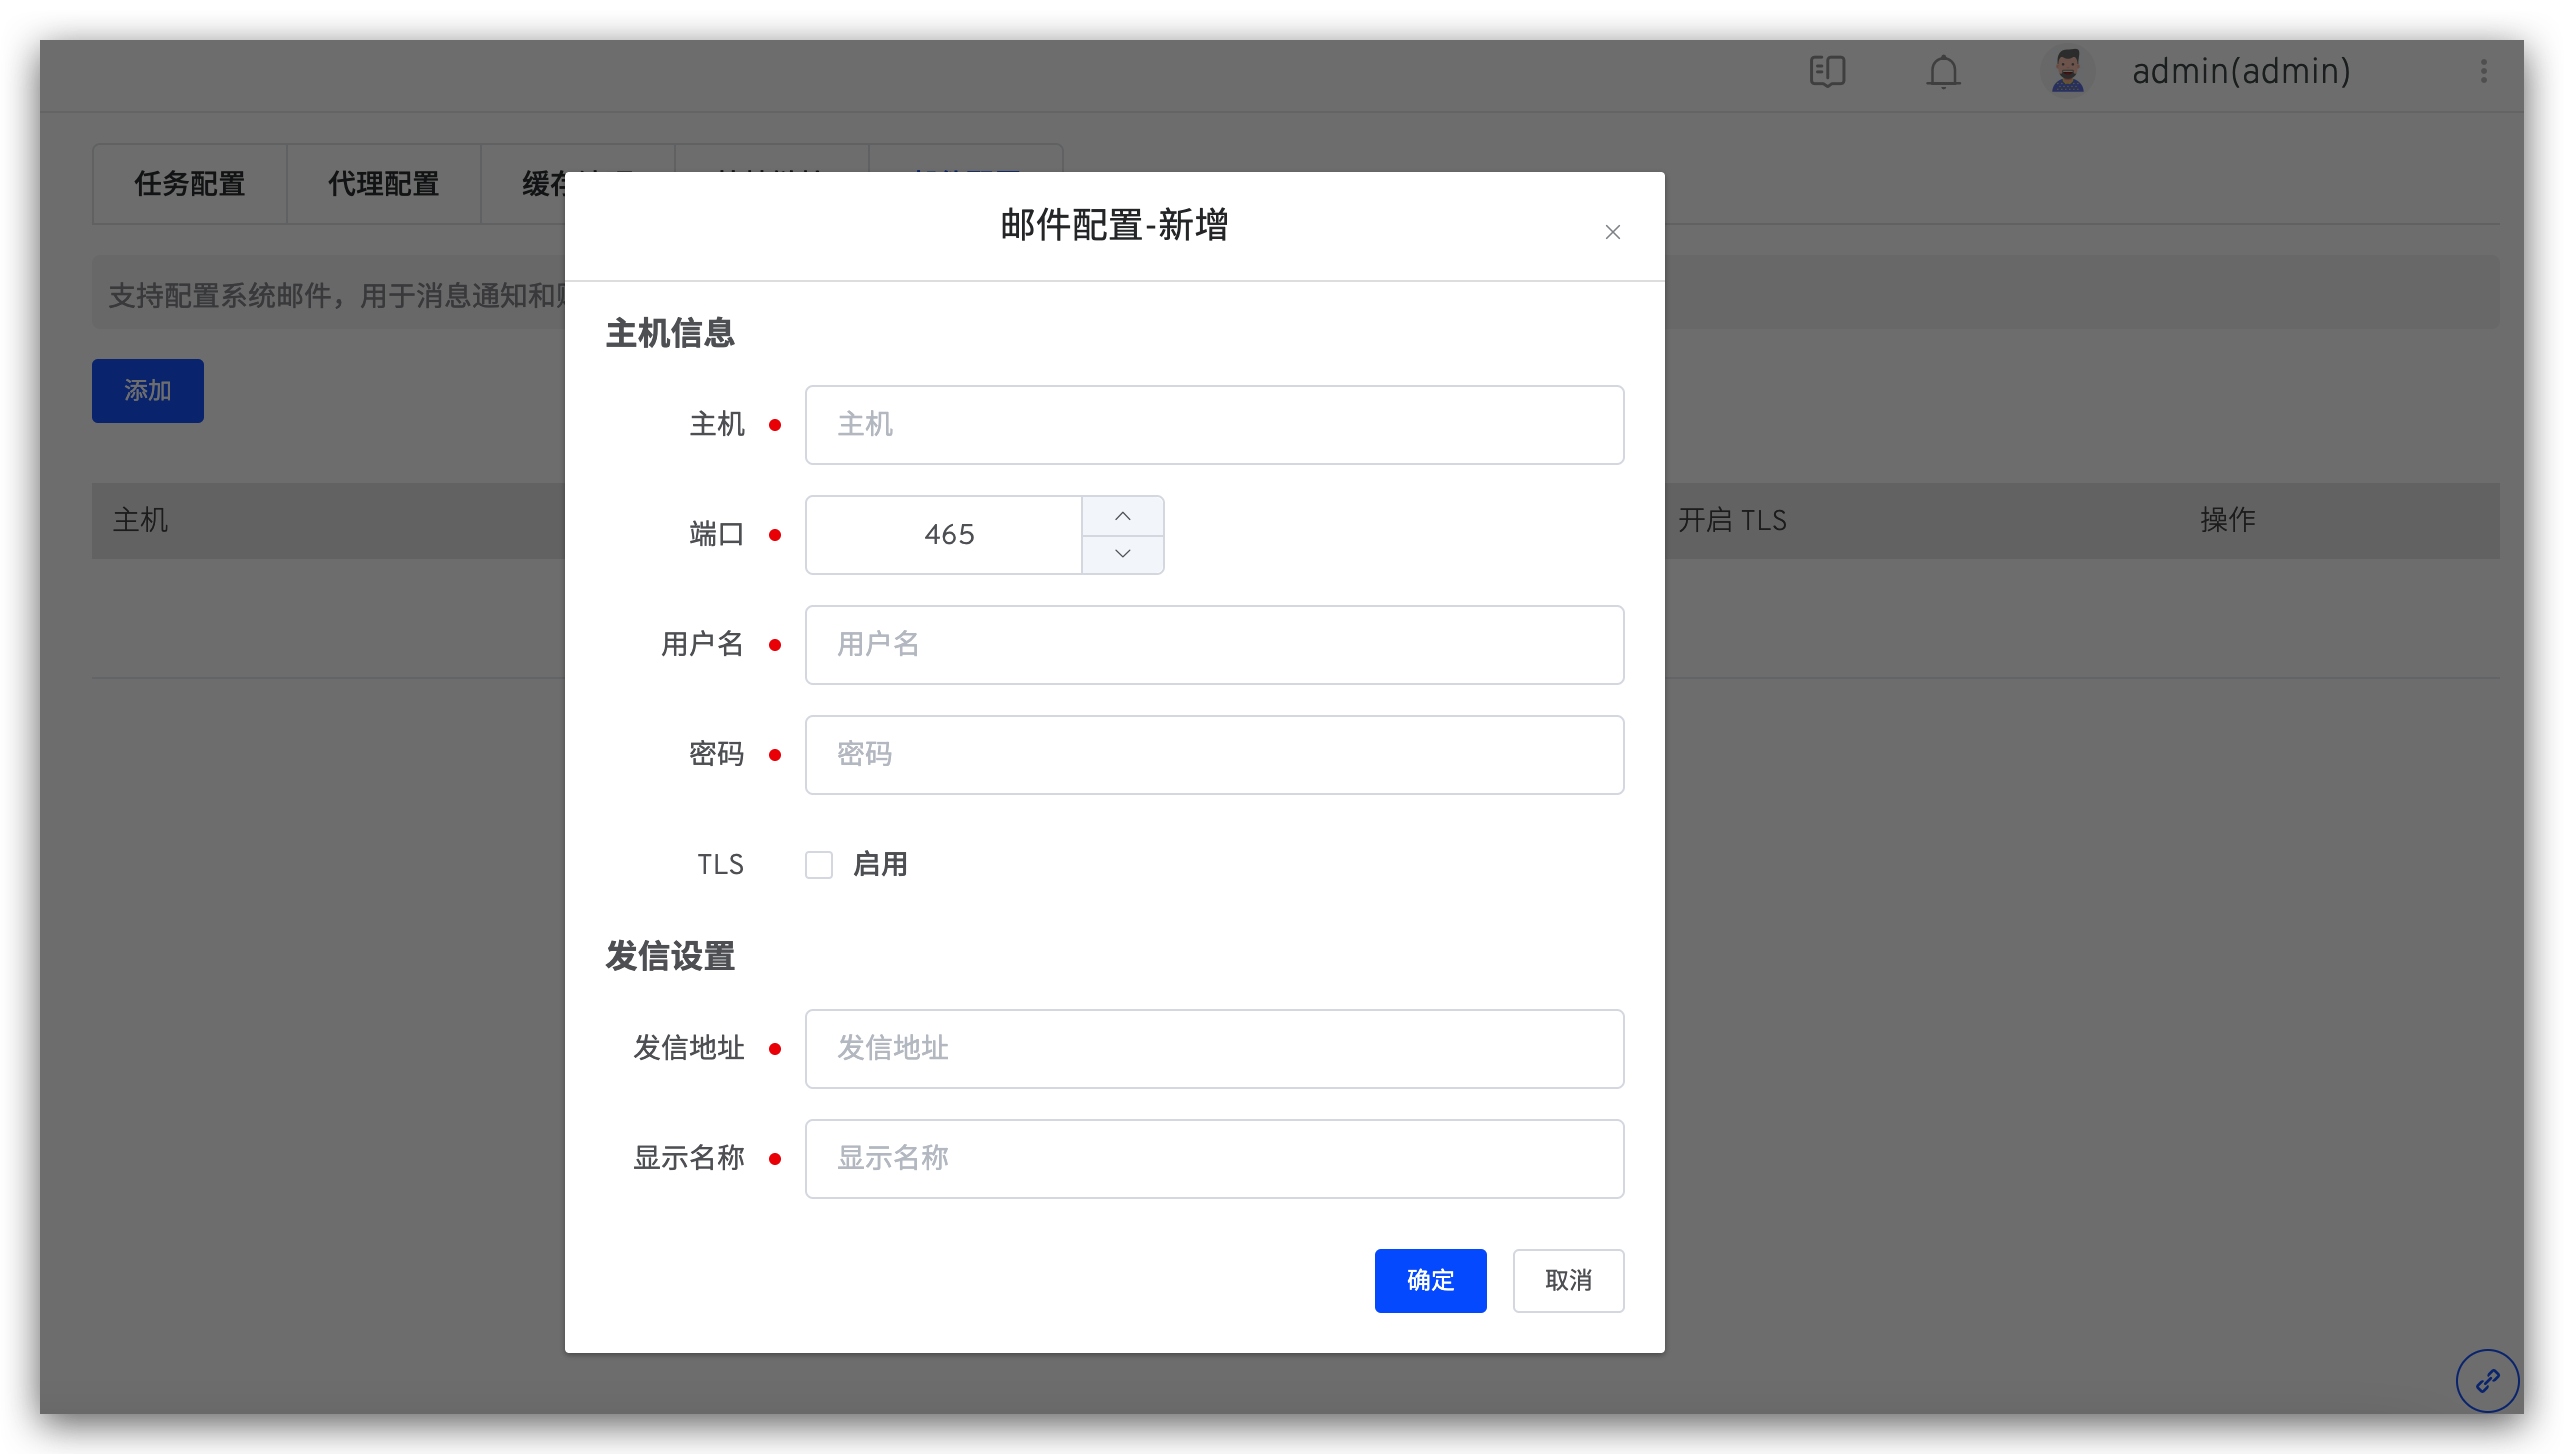 admin(admin)
任务配置 代理配置 缓存
邮件配置-新增
支持配置系统邮件，用于消息通知和
主机信息
添加
主机 主机
端口 465
主机 开启 TLS 操作
用户名 用户名
密码 密码
TLS 启用
发信设置
发信地址 发信地址
显示名称 显示名称
确定 取消